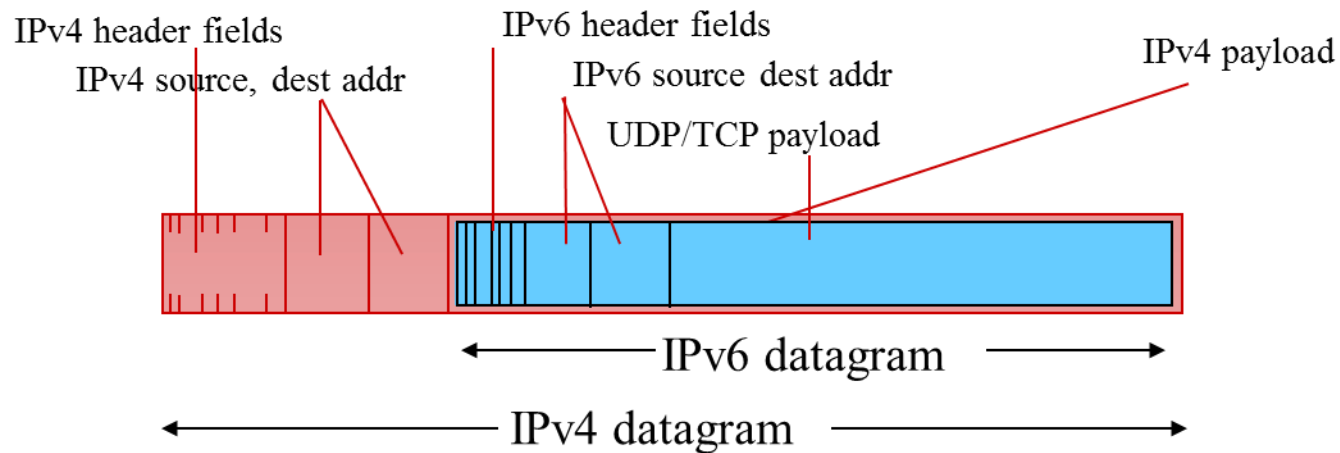 IPv4 header fields
IPv6 header fields
IPv4 payload
IPv4 source, dest addr
IPv6 source dest addr
UDP/TCP payload
IPv6 datagram
IPv4 datagram